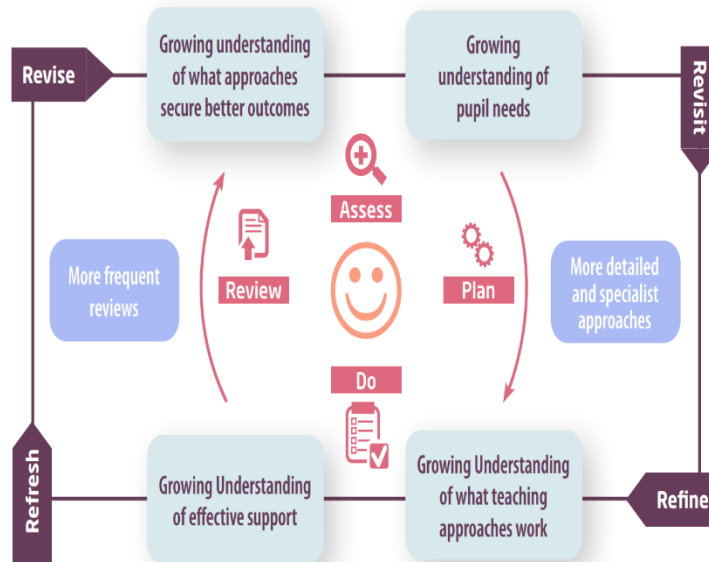 Revise
Growing understanding
of what approaches
secure better outcomes
Growing
understanding of
pupil needs
Revisit
Assess
More frequent
reviews
Review
Plan
More detailed
and specialist
approaches
Do
Refresh
Growing Understanding
of effective support
Growing Understanding
of what teaching
approaches work
Refine